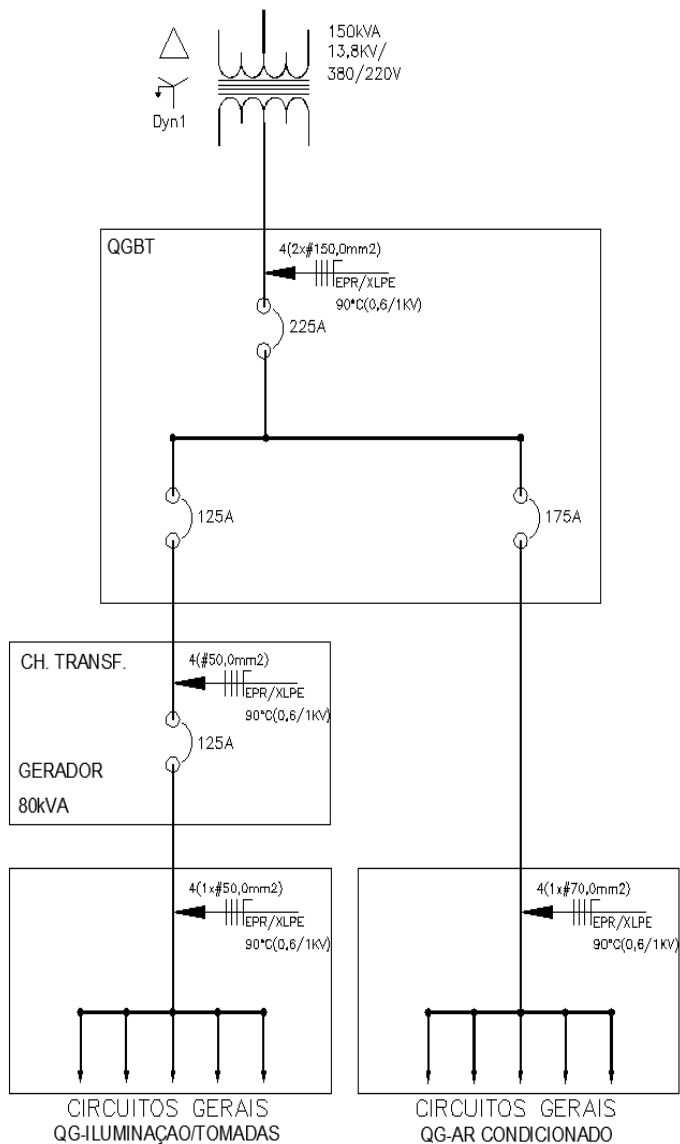 150kVA
13,8KV/
380/220V
Dyn1
QGBT
4(2x#150,0mm2)
EPR/XLPE
90°C(0,6/1KV)
225A
125A
175A
CH. TRANSF.
4(#50,0mm2)
EPR/XLPE
90°C(0,6/1KV)
125A
GERADOR
80kVA
4(1x#50,0mm2)
EPR/XLPE
90°C(0,6/1KV)
4(1x#70,0mm2)
EPR/XLPE
90°C(0,6/1KV)
CIRCUITOS GERAIS
QG-ILUMINAÇAO/TOMADAS
CIRCUITOS GERAIS
QG-AR CONDICIONADO